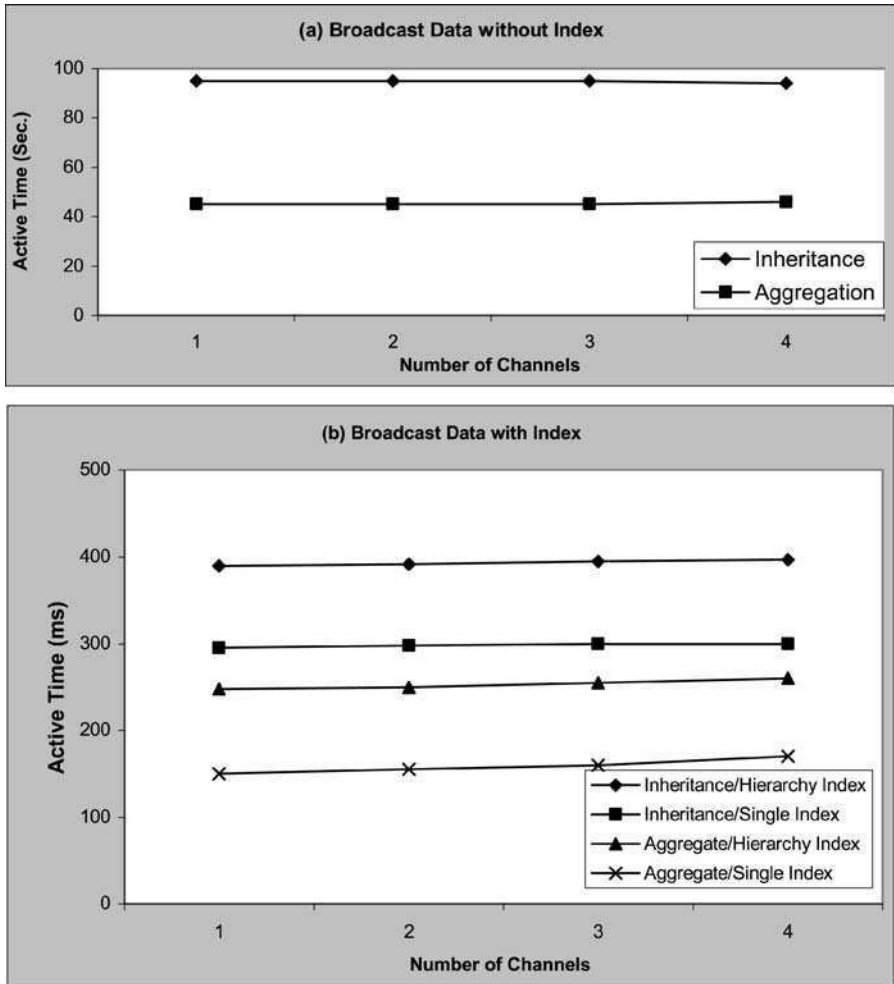 (a) Broadcast Data without Index
100
80
60
40
20
0
Active Time (Sec.)
Inheritance
Aggregation
1 2 3 4
Number of Channels
(b) Broadcast Data with Index
500
400
300
200
100
0
Active Time (ms)
Inheritance/Hierarchy Index
Inheritance/Single Index
Aggregate/Hierarchy Index
Aggregate/Single Index
1 2 3 4
Number of Channels